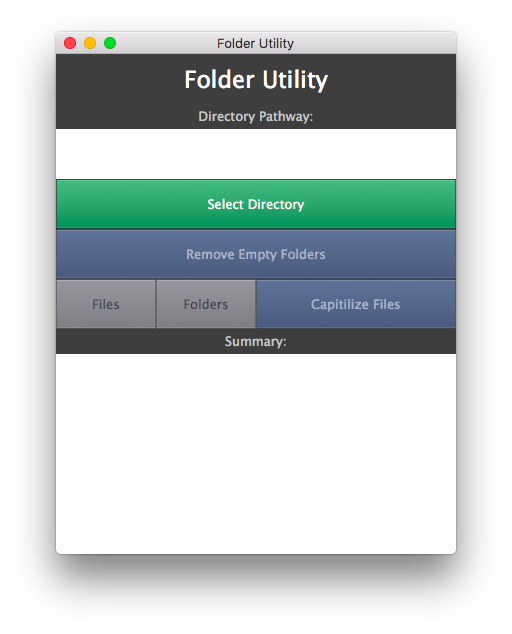 Folder Utility
Folder Utility
Directory Pathway:
Select Directory
Remove Empty Folders
Files Folders Capitilize Files
Summary: